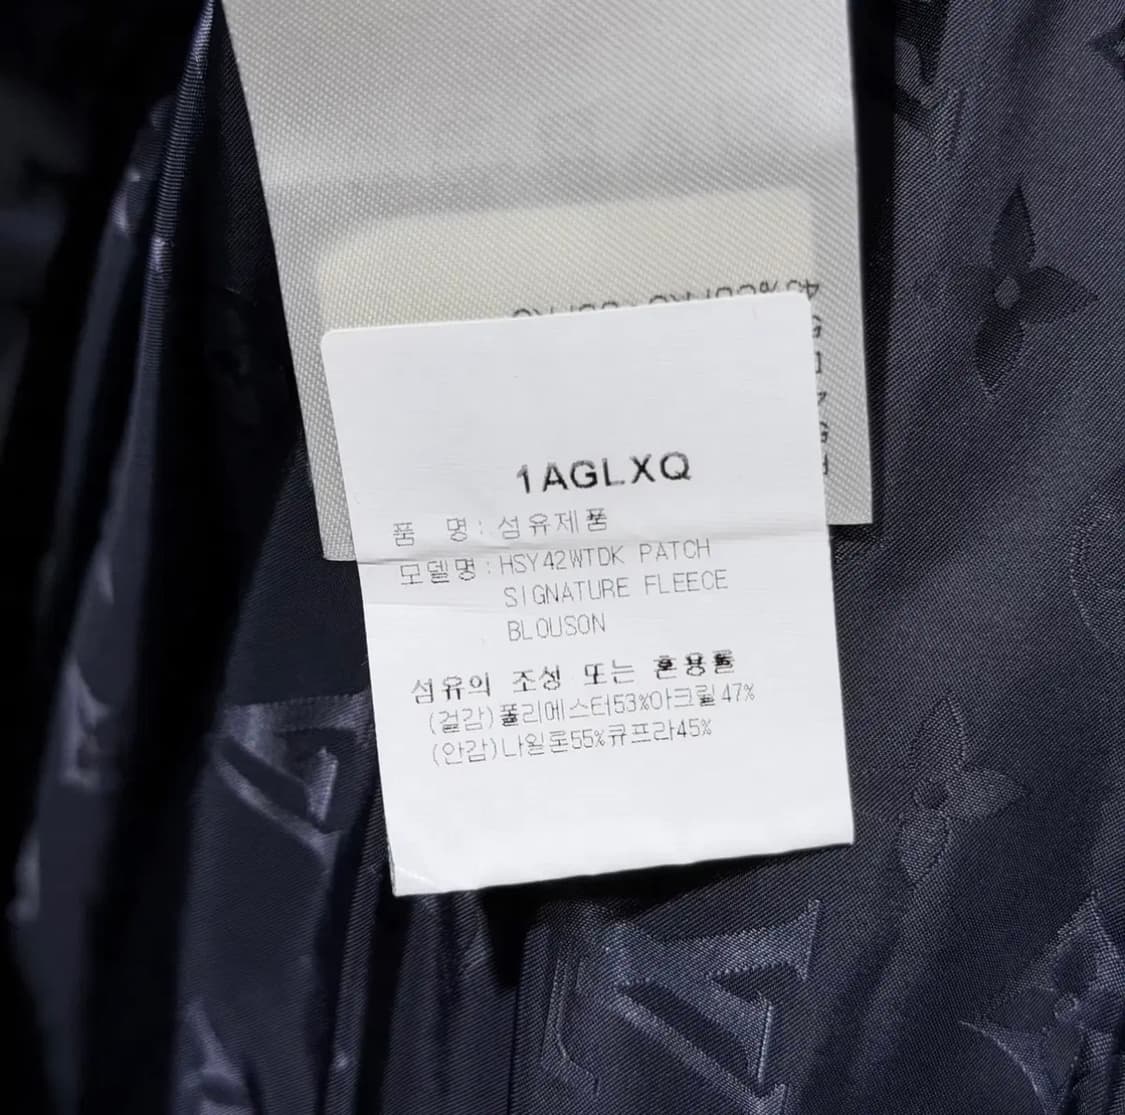 1AGLXQ
품 명: 섬유제품
모델명:HSY42WTDK PATCH
SIGNATURE FLEECE
BLOUSON
섬유의 조성 또는 혼용률
(겉감)폴리에스터53%아크릴47%
(안감)나일론55%큐프라45%